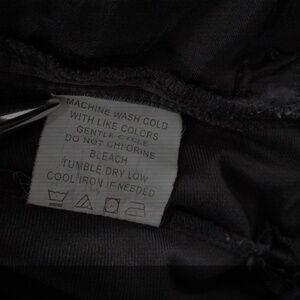 MACHINE WASH COLD
WITH LIKE COLORS
GENTLE CYCLE
DO NOT CHLORINE
BLEACH
TUMBLE DRY LOW
COOL IRON IF NEEDED